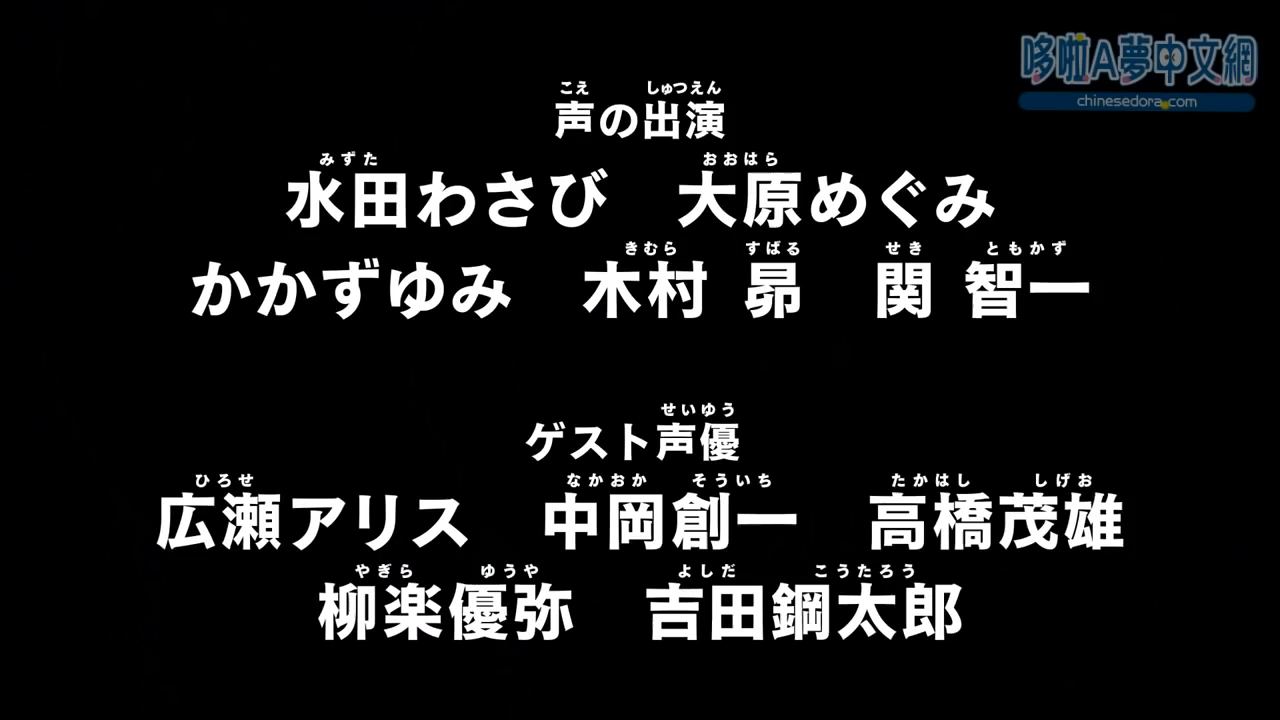 哆啦A夢中文網
chinesedora.com
こえ しゅつえん
声の出演
みずた おおはら
水田わさび 大原めぐみ
きむら すばる せき ともかず
かかずゆみ 木村 昴 関 智一
せいゆう
ゲスト声優
ひろせ なかおか そういち たかはし しげお
広瀬アリス 中岡創一 高橋茂雄
やぎら ゆうや よしだ こうたろう
柳楽優弥 吉田鋼太郎